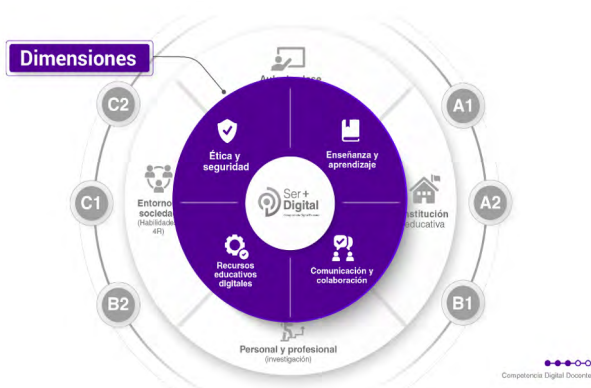 Dimensiones
C2
A1
Ética y
seguridad
Enseñanza y
aprendizaje
C1
Entorno
socieda
(Habilidade
4R)
Ser+
Digital
stitución
educativa
A2
Recursos
educativos
digitales
Comunicación y
colaboración
B2
B1
Personal y profesional
(investigación)
Competencia Digital Docente